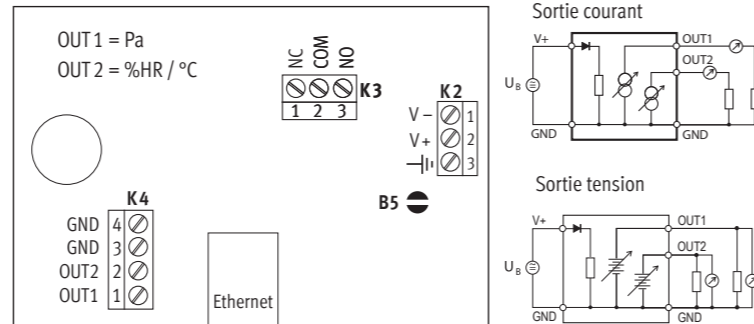 OUT 1 = Pa
OUT 2 = %HR / °C
NC
COM
NO
K3
1 2 3
K2
V – 1
V + 2
3
B5
K4
GND 4
GND 3
OUT2 2
OUT1 1
Ethernet
Sortie courant
V+
OUT1
OUT2
U_B
GND
GND
Sortie tension
V+
OUT1
OUT2
U_B
GND
GND